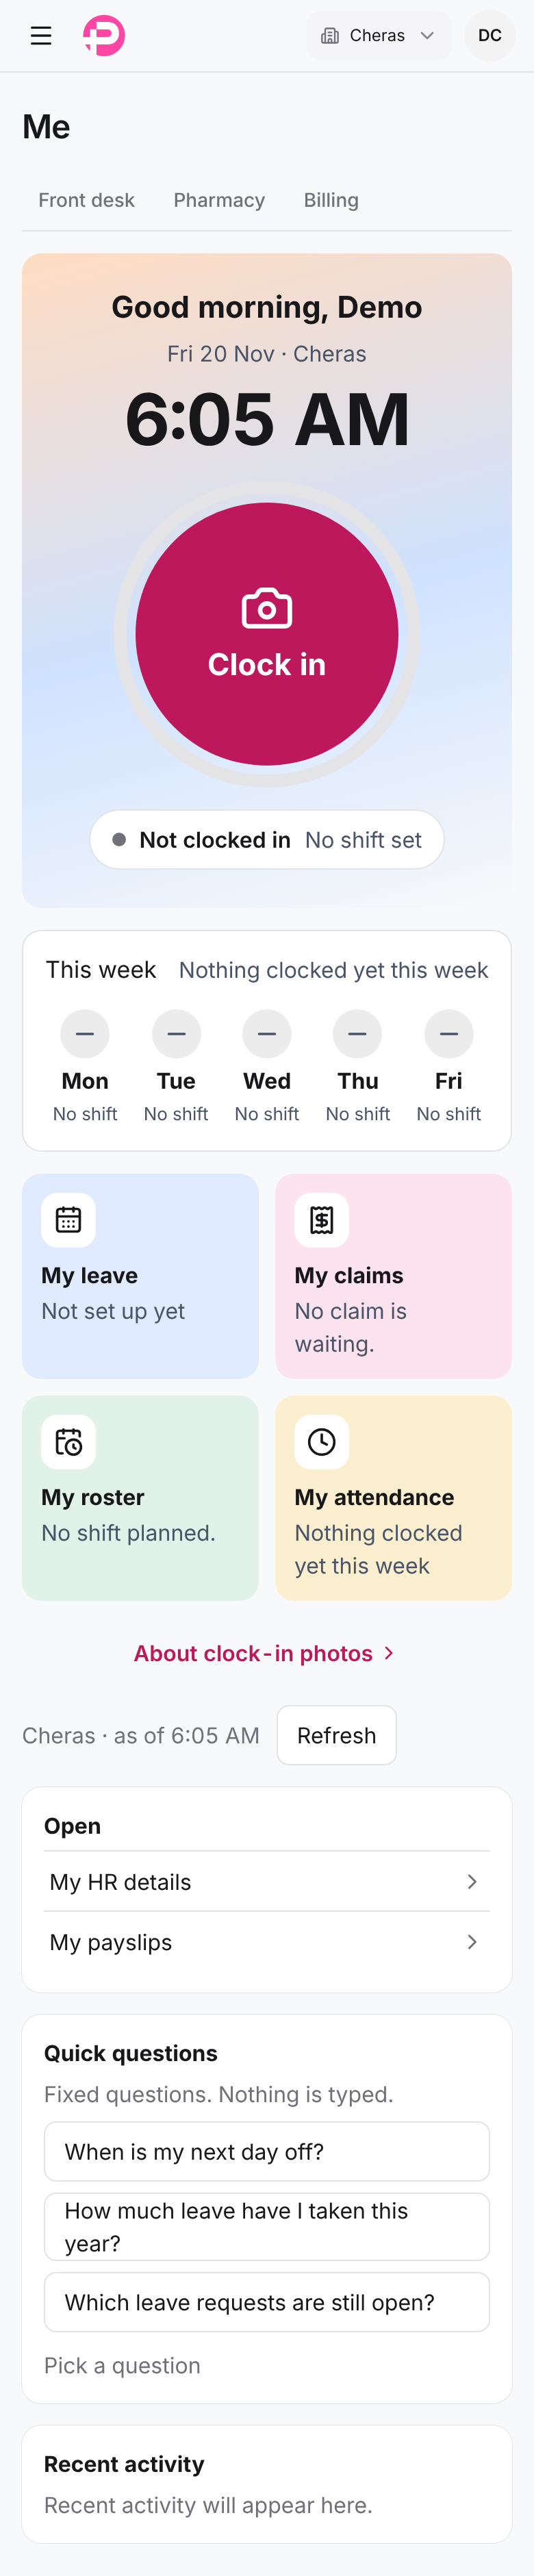 Cheras
DC
Me
Front desk Pharmacy Billing
Good morning, Demo
Fri 20 Nov · Cheras
6:05 AM
Clock in
Not clocked in No shift set
This week Nothing clocked yet this week
Mon Tue Wed Thu Fri
No shift No shift No shift No shift No shift
My leave
Not set up yet
My claims
No claim is
waiting.
My roster
No shift planned.
My attendance
Nothing clocked
yet this week
About clock-in photos
Cheras · as of 6:05 AM Refresh
Open
My HR details
My payslips
Quick questions
Fixed questions. Nothing is typed.
When is my next day off?
How much leave have I taken this
year?
Which leave requests are still open?
Pick a question
Recent activity
Recent activity will appear here.